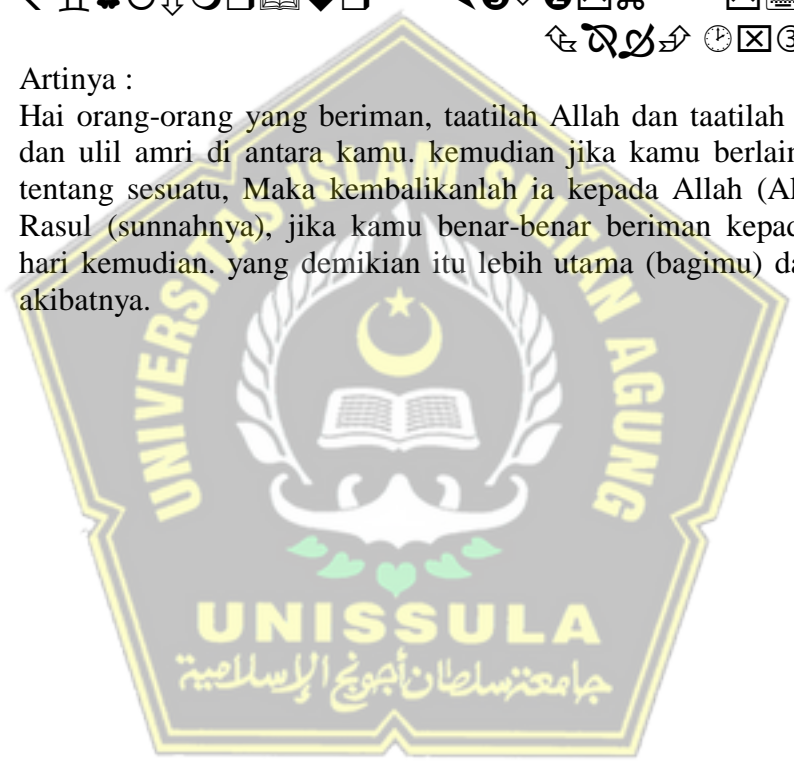 Artinya :
Hai orang-orang yang beriman, taatilah Allah dan taatilah
dan ulil amri di antara kamu. kemudian jika kamu berlain
tentang sesuatu, Maka kembalikanlah ia kepada Allah (Al
Rasul (sunnahnya), jika kamu benar-benar beriman kepad
hari kemudian. yang demikian itu lebih utama (bagimu) da
akibatnya.
UNIVERSITAS ISLAM SULTAN AGUNG
UNISSULA
جامعة سلطان أجونج الإسلامية